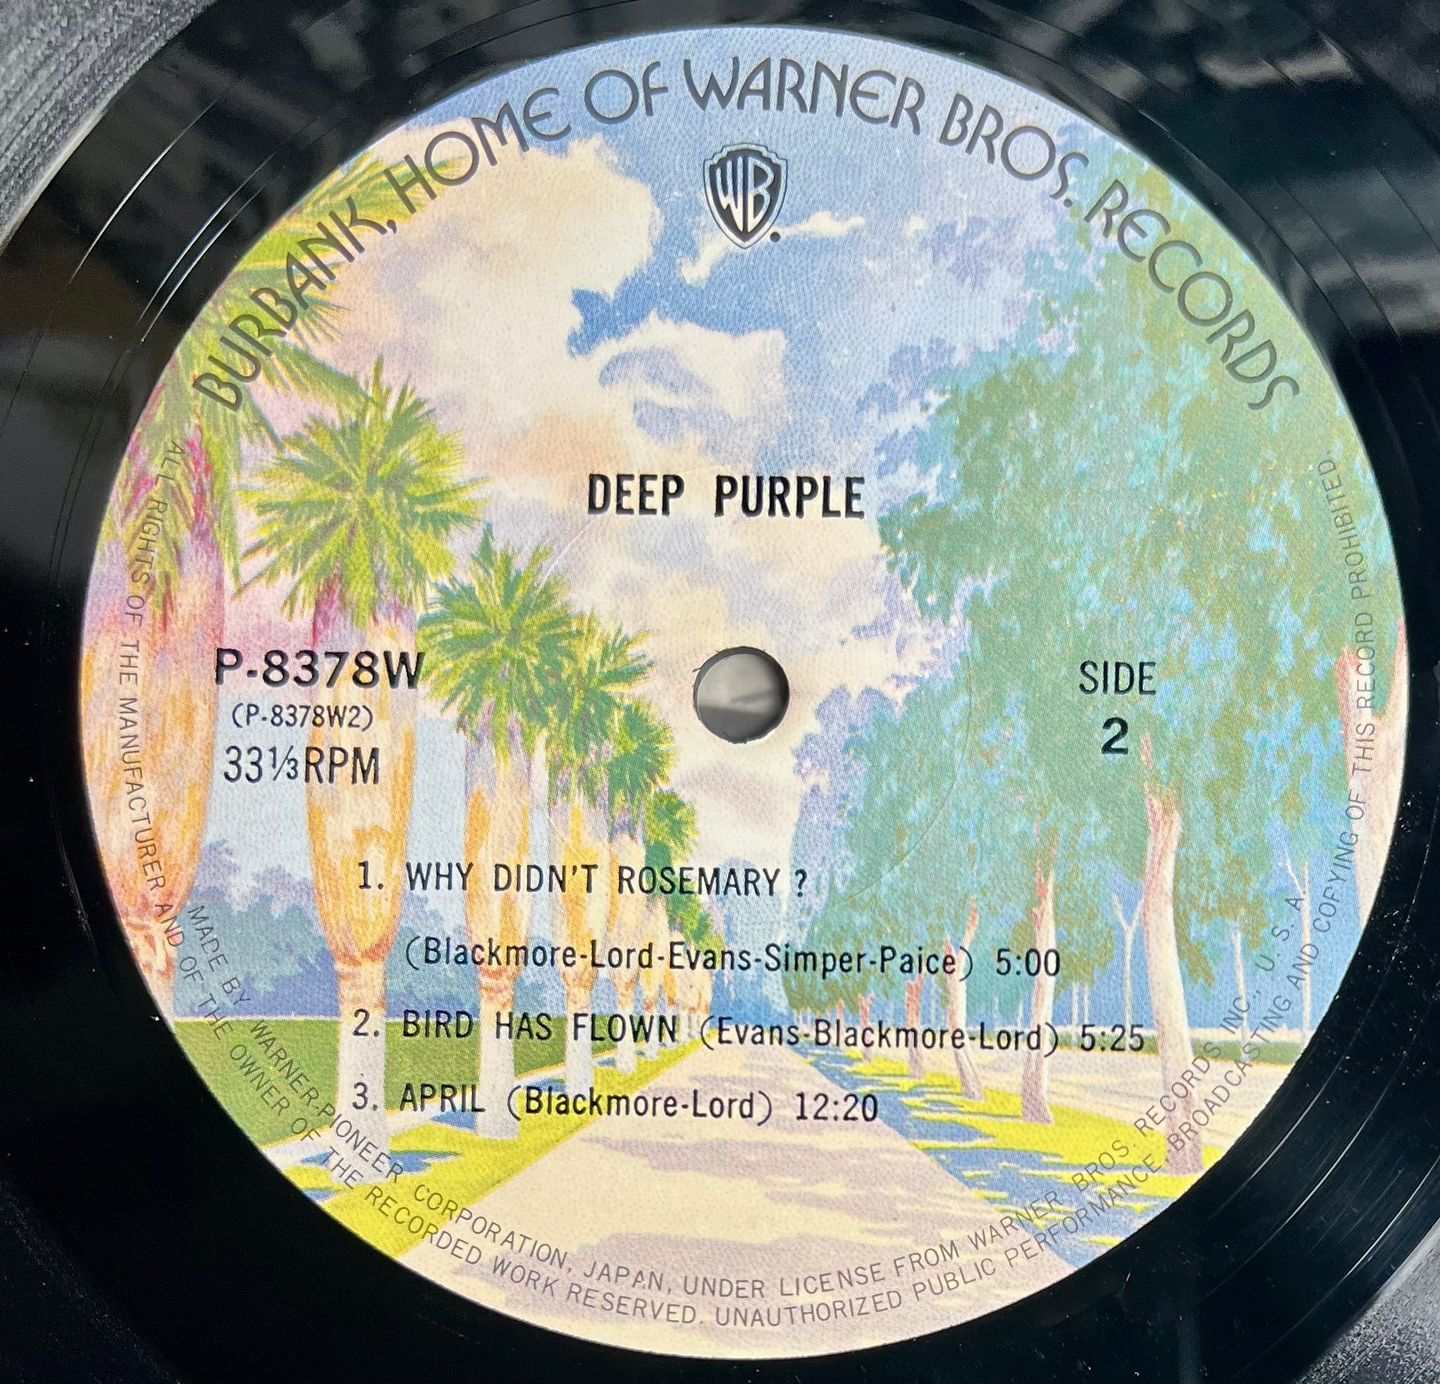 BURBANK, HOME OF WARNER BROS. RECORDS
WB
DEEP PURPLE
P-8378W
(P-8378W2)
33⅓RPM
SIDE
2
1. WHY DIDN'T ROSEMARY ?
(Blackmore-Lord-Evans-Simper-Paice) 5:00
2. BIRD HAS FLOWN (Evans-Blackmore-Lord) 5:25
3. APRIL (Blackmore-Lord) 12:20
MADE BY WARNER-PIONEER CORPORATION, JAPAN, UNDER LICENSE FROM WARNER BROS. RECORDS INC., U. S. A.
ALL RIGHTS OF THE MANUFACTURER AND OF THE OWNER OF THE RECORDED WORK RESERVED. UNAUTHORIZED PUBLIC PERFORMANCE, BROADCASTING AND COPYING OF THIS RECORD PROHIBITED.